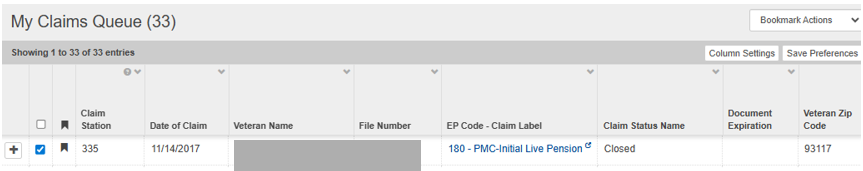 My Claims Queue (33)
Bookmark Actions
Showing 1 to 33 of 33 entries
Column Settings
Save Preferences
Claim Station
Date of Claim
Veteran Name
File Number
EP Code - Claim Label
Claim Status Name
Document Expiration
Veteran Zip Code
335
11/14/2017
180 - PMC-Initial Live Pension
Closed
93117